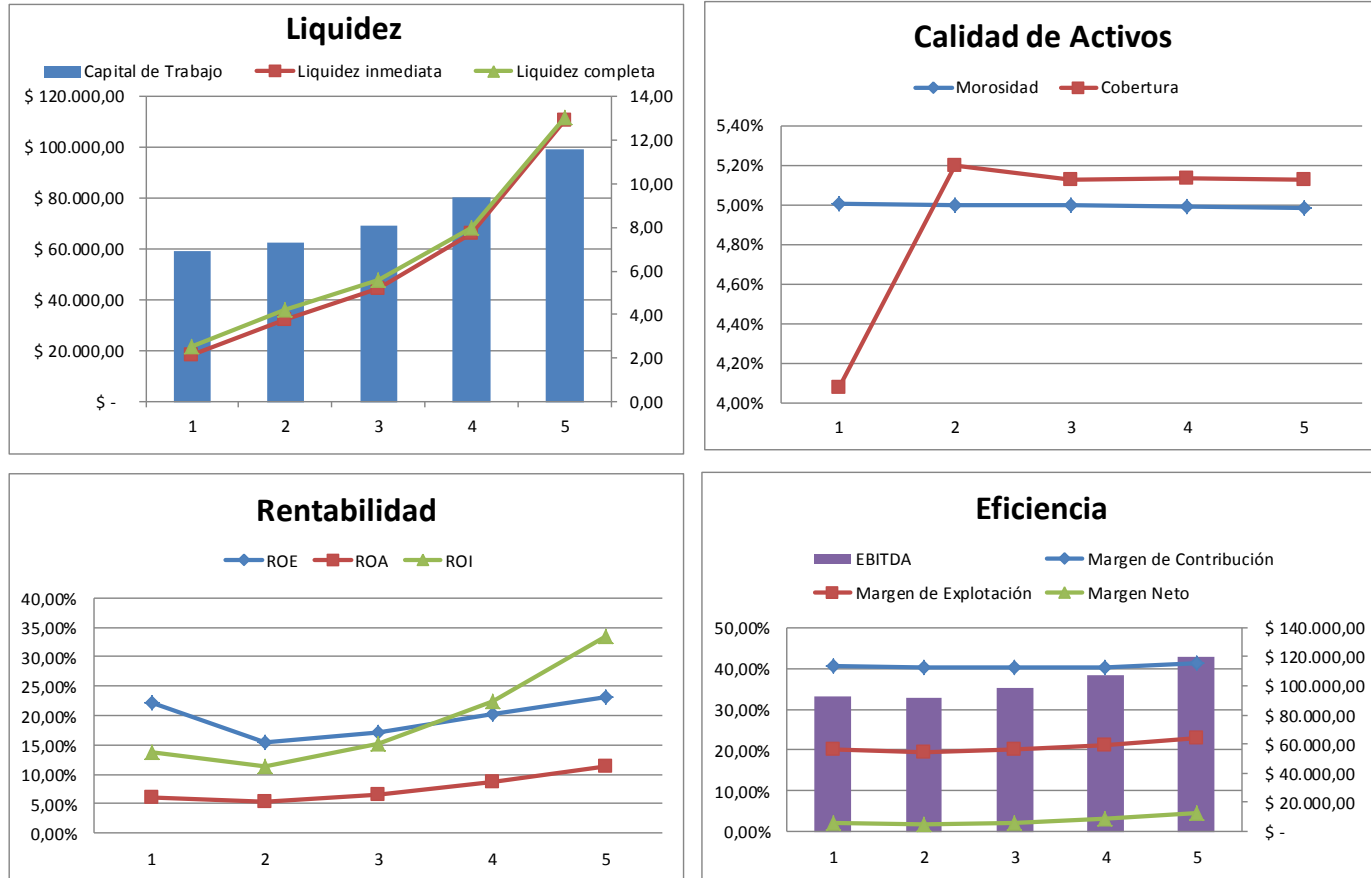 Liquidez
Capital de Trabajo Liquidez inmediata Liquidez completa
$ 120.000,00 14,00
$ 100.000,00 12,00
$ 80.000,00 10,00
$ 60.000,00 8,00
$ 40.000,00 6,00
$ 20.000,00 4,00
$ - 2,00
0,00
1 2 3 4 5
Calidad de Activos
Morosidad Cobertura
5,40%
5,20%
5,00%
4,80%
4,60%
4,40%
4,20%
4,00%
1 2 3 4 5
Rentabilidad
ROE ROA ROI
40,00%
35,00%
30,00%
25,00%
20,00%
15,00%
10,00%
5,00%
0,00%
1 2 3 4 5
Eficiencia
EBITDA Margen de Contribución
Margen de Explotación Margen Neto
50,00% $ 140.000,00
40,00% $ 120.000,00
30,00% $ 100.000,00
20,00% $ 80.000,00
10,00% $ 60.000,00
0,00% $ 40.000,00
$ 20.000,00
$ -
1 2 3 4 5